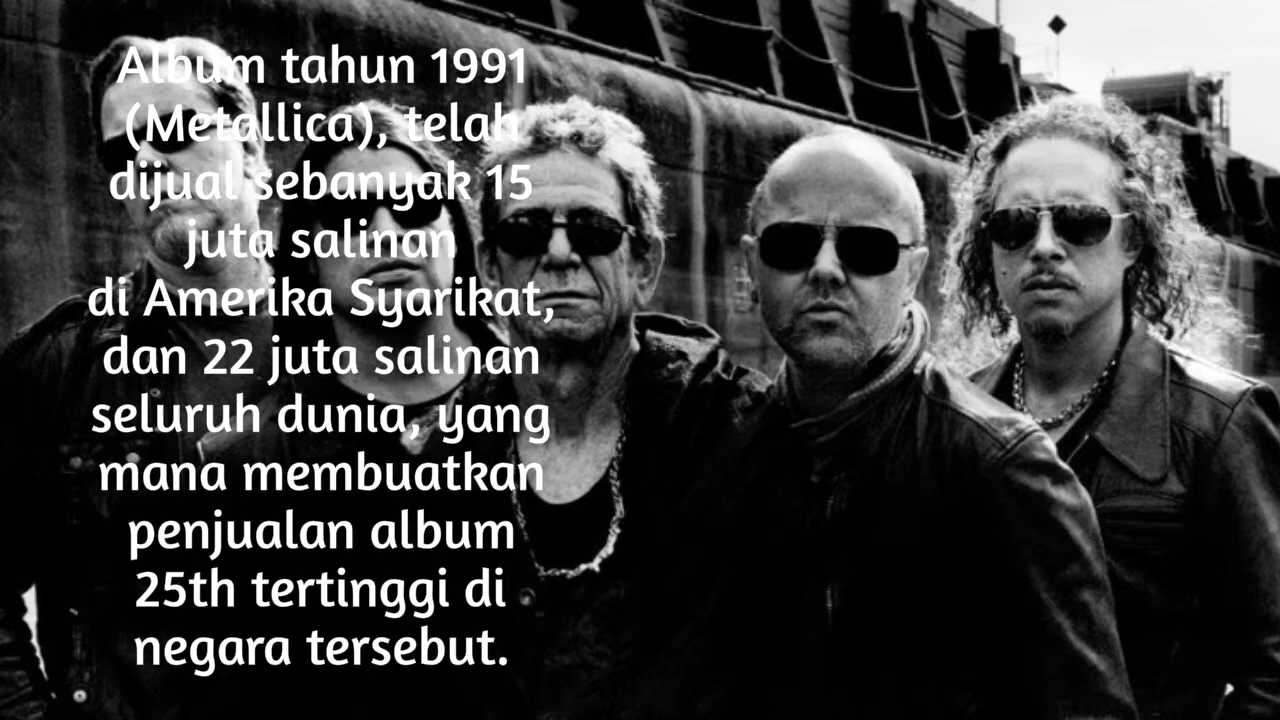 Album tahun 1991
(Metallica), telah
dijual sebanyak 15
juta salinan
di Amerika Syarikat,
dan 22 juta salinan
seluruh dunia, yang
mana membuatkan
penjualan album
25th tertinggi di
negara tersebut.